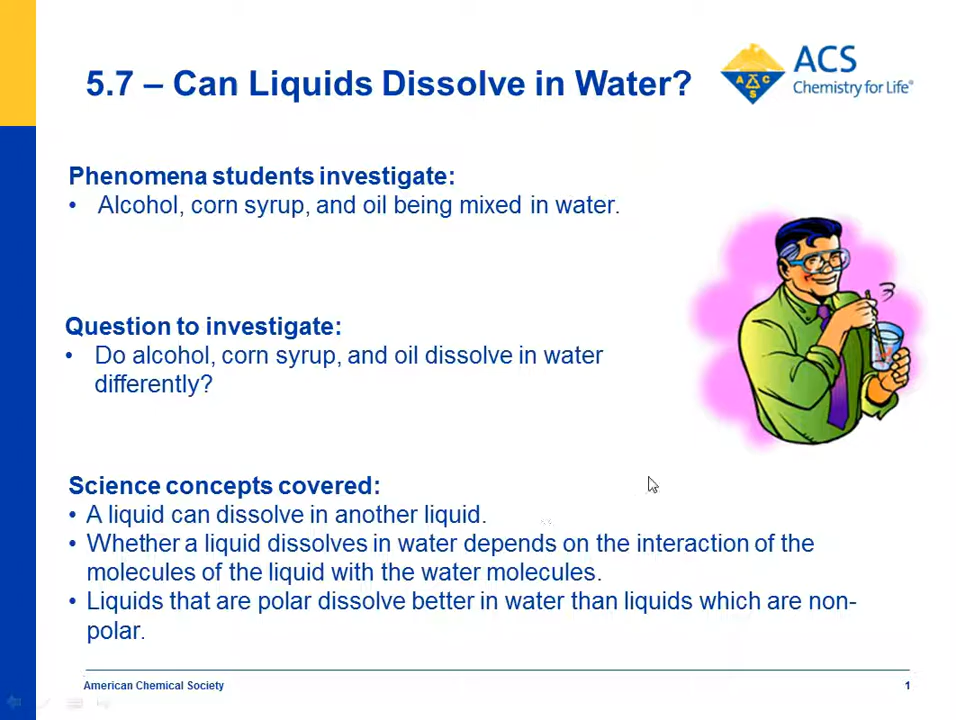 5.7 – Can Liquids Dissolve in Water?
ACS
Chemistry for Life®
A C S
Phenomena students investigate:
• Alcohol, corn syrup, and oil being mixed in water.
Question to investigate:
• Do alcohol, corn syrup, and oil dissolve in water
differently?
Science concepts covered:
• A liquid can dissolve in another liquid.
• Whether a liquid dissolves in water depends on the interaction of the
molecules of the liquid with the water molecules.
• Liquids that are polar dissolve better in water than liquids which are non-
polar.
American Chemical Society
1